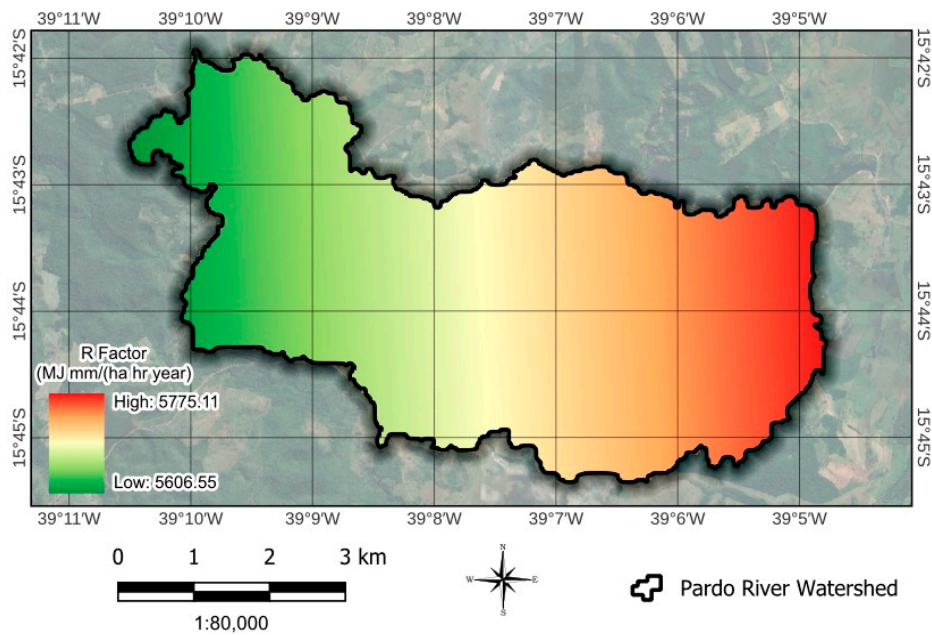 39°11'W 39°10'W 39°9'W 39°8'W 39°7'W 39°6'W 39°5'W
15°42'S 15°42'S
15°43'S 15°43'S
15°44'S 15°44'S
R Factor
(MJ mm/(ha hr year)
High: 5775.11
15°45'S 15°45'S
Low: 5606.55
39°11'W 39°10'W 39°9'W 39°8'W 39°7'W 39°6'W 39°5'W
0 1 2 3 km
N
W E
S
Pardo River Watershed
1:80,000